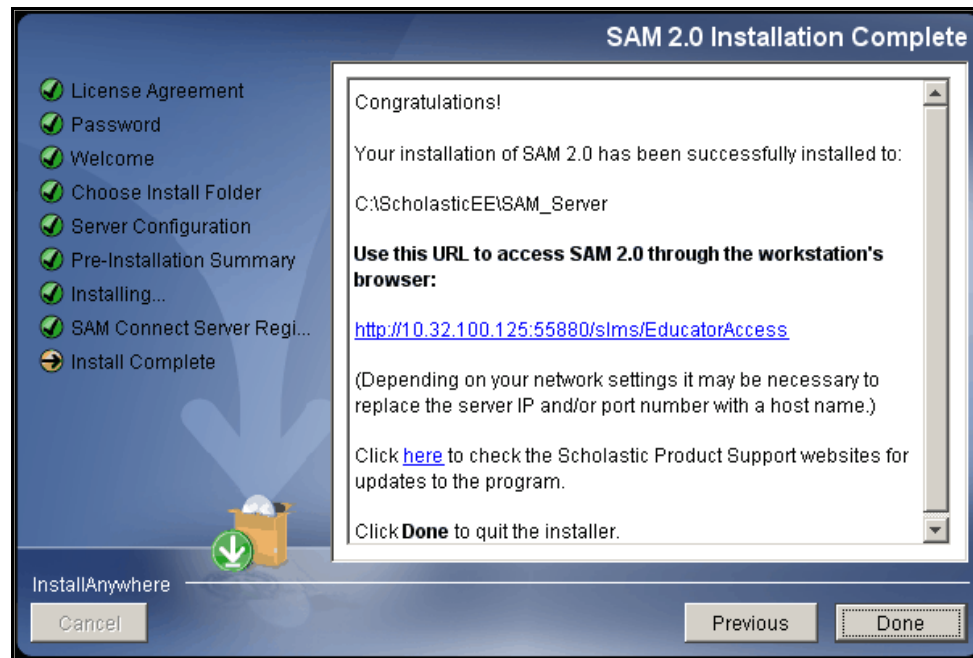 SAM 2.0 Installation Complete
License Agreement
Password
Welcome
Choose Install Folder
Server Configuration
Pre-Installation Summary
Installing...
SAM Connect Server Regi...
Install Complete
Congratulations!
Your installation of SAM 2.0 has been successfully installed to:
C:\ScholasticEE\SAM_Server
Use this URL to access SAM 2.0 through the workstation's
browser:
http://10.32.100.125:55880/slms/EducatorAccess
(Depending on your network settings it may be necessary to
replace the server IP and/or port number with a host name.)
Click here to check the Scholastic Product Support websites for
updates to the program.
Click Done to quit the installer.
InstallAnywhere
Cancel
Previous
Done